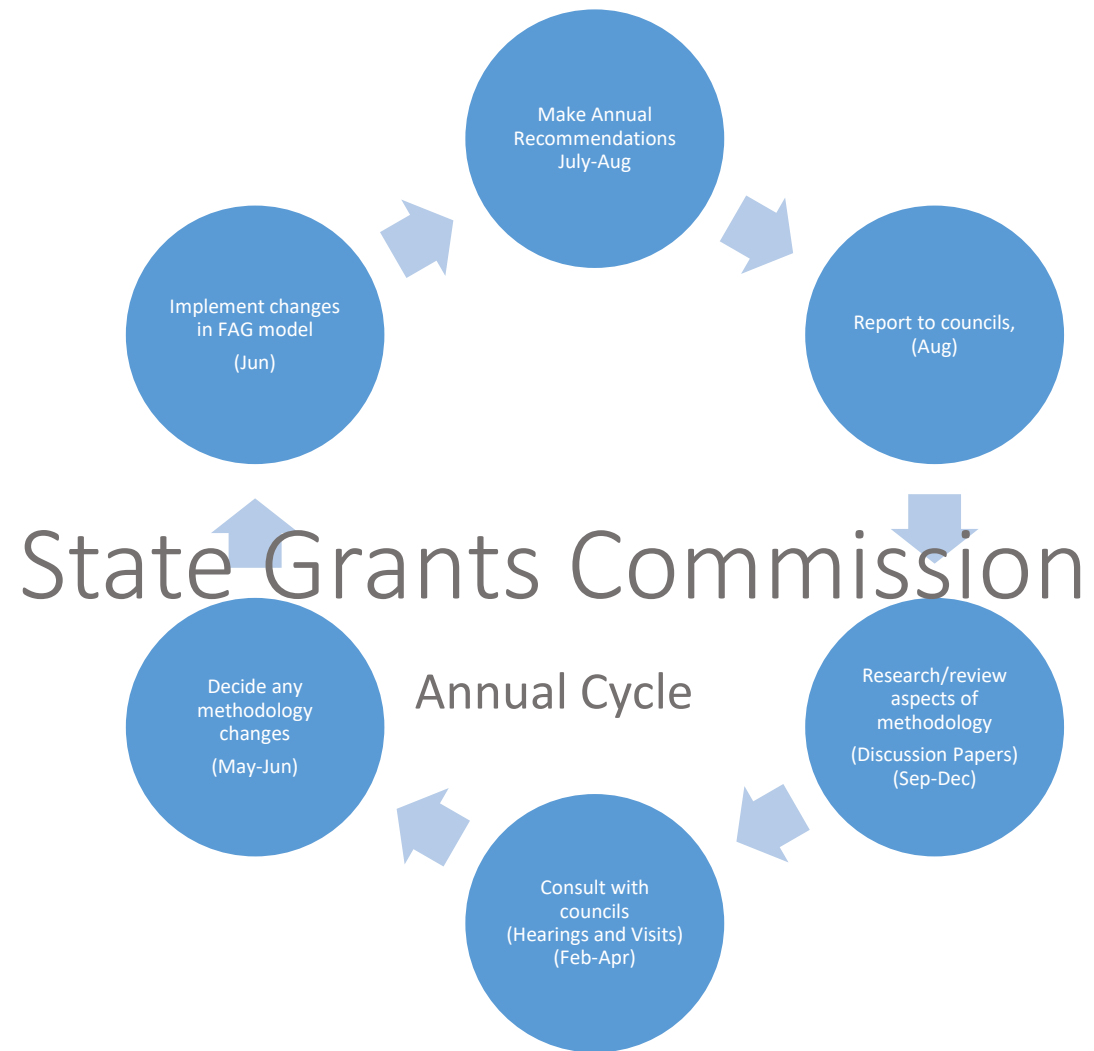 Make Annual
Recommendations
July-Aug
Report to councils,
(Aug)
Research/review
aspects of
methodology
(Discussion Papers)
(Sep-Dec)
Consult with
councils
(Hearings and Visits)
(Feb-Apr)
Decide any
methodology
changes
(May-Jun)
Implement changes
in FAG model
(Jun)
State Grants Commission
Annual Cycle